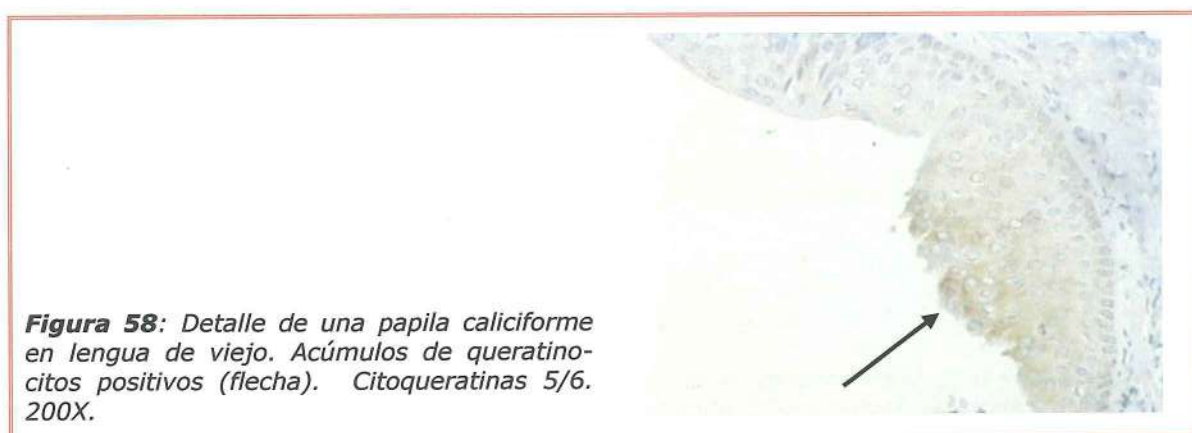 Figura 58: Detalle de una papila caliciforme
en lengua de viejo. Acúmulos de queratino-
citos positivos (flecha). Citoqueratinas 5/6.
200X.